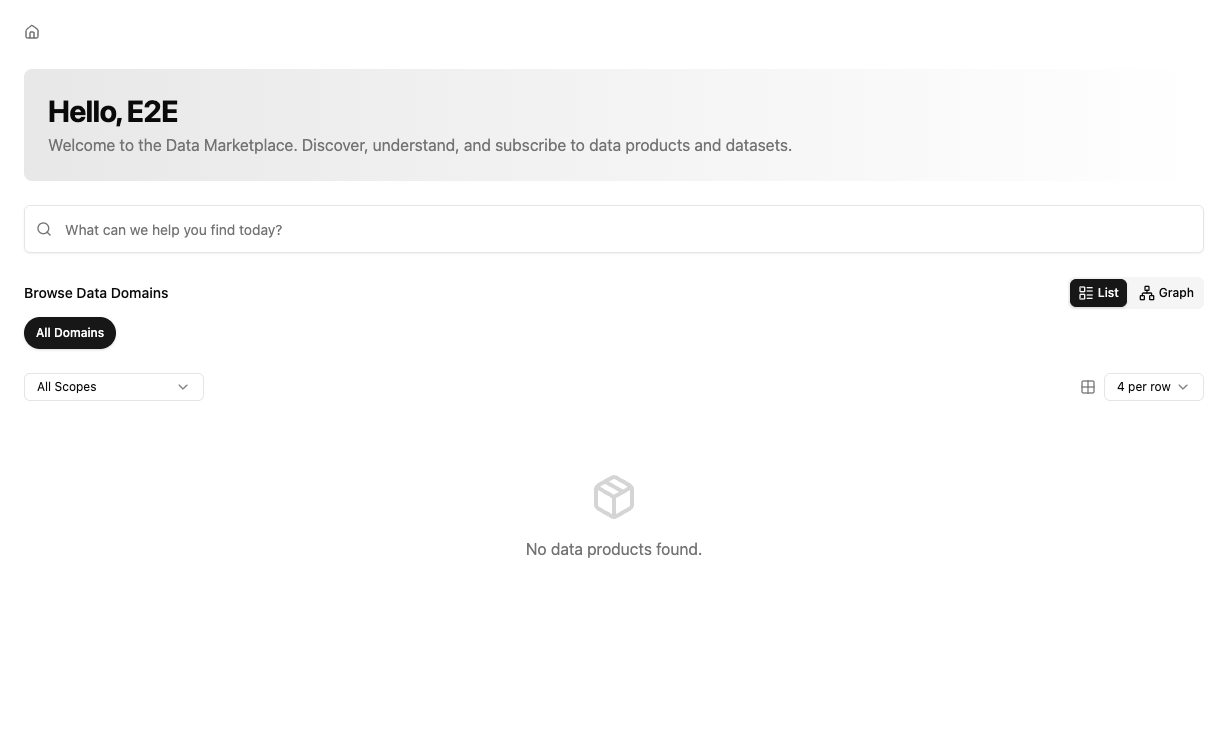 Hello, E2E
Welcome to the Data Marketplace. Discover, understand, and subscribe to data products and datasets.
What can we help you find today?
Browse Data Domains
List
Graph
All Domains
All Scopes
4 per row
No data products found.